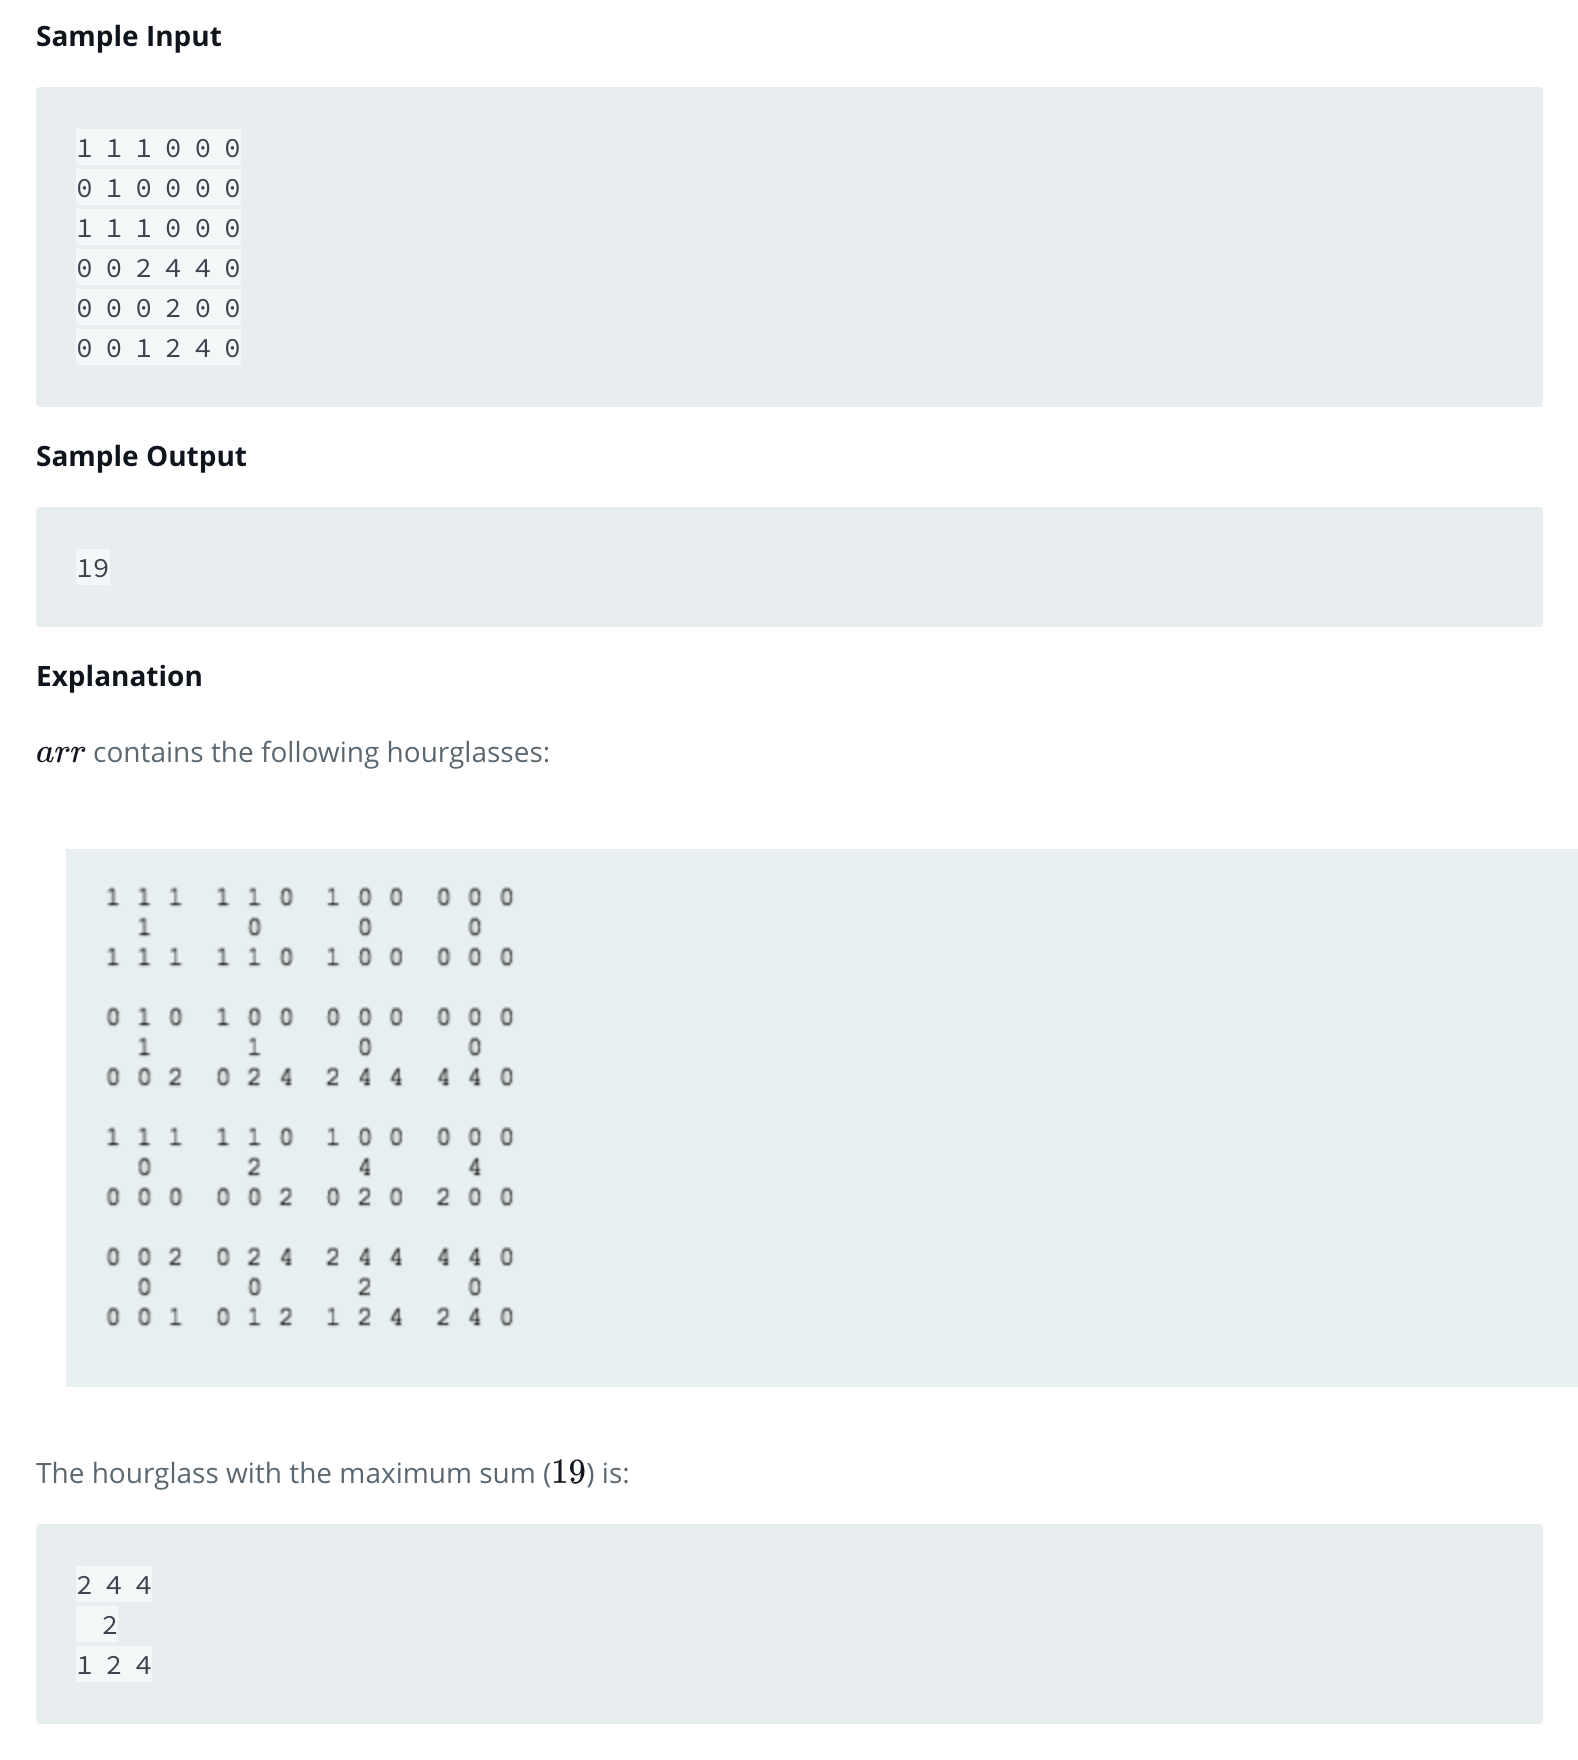 Sample Input
1 1 1 0 0 0
0 1 0 0 0 0
1 1 1 0 0 0
0 0 2 4 4 0
0 0 0 2 0 0
0 0 1 2 4 0
Sample Output
19
Explanation
arr contains the following hourglasses:
1 1 1  1 1 0  1 0 0  0 0 0
  1      0      0      0
1 1 1  1 1 0  1 0 0  0 0 0
0 1 0  1 0 0  0 0 0  0 0 0
  1      1      0      0
0 0 2  0 2 4  2 4 4  4 4 0
1 1 1  1 1 0  1 0 0  0 0 0
  0      2      4      4
0 0 0  0 0 2  0 2 0  2 0 0
0 0 2  0 2 4  2 4 4  4 4 0
  0      0      2      0
0 0 1  0 1 2  1 2 4  2 4 0
The hourglass with the maximum sum (19) is:
2 4 4
  2
1 2 4